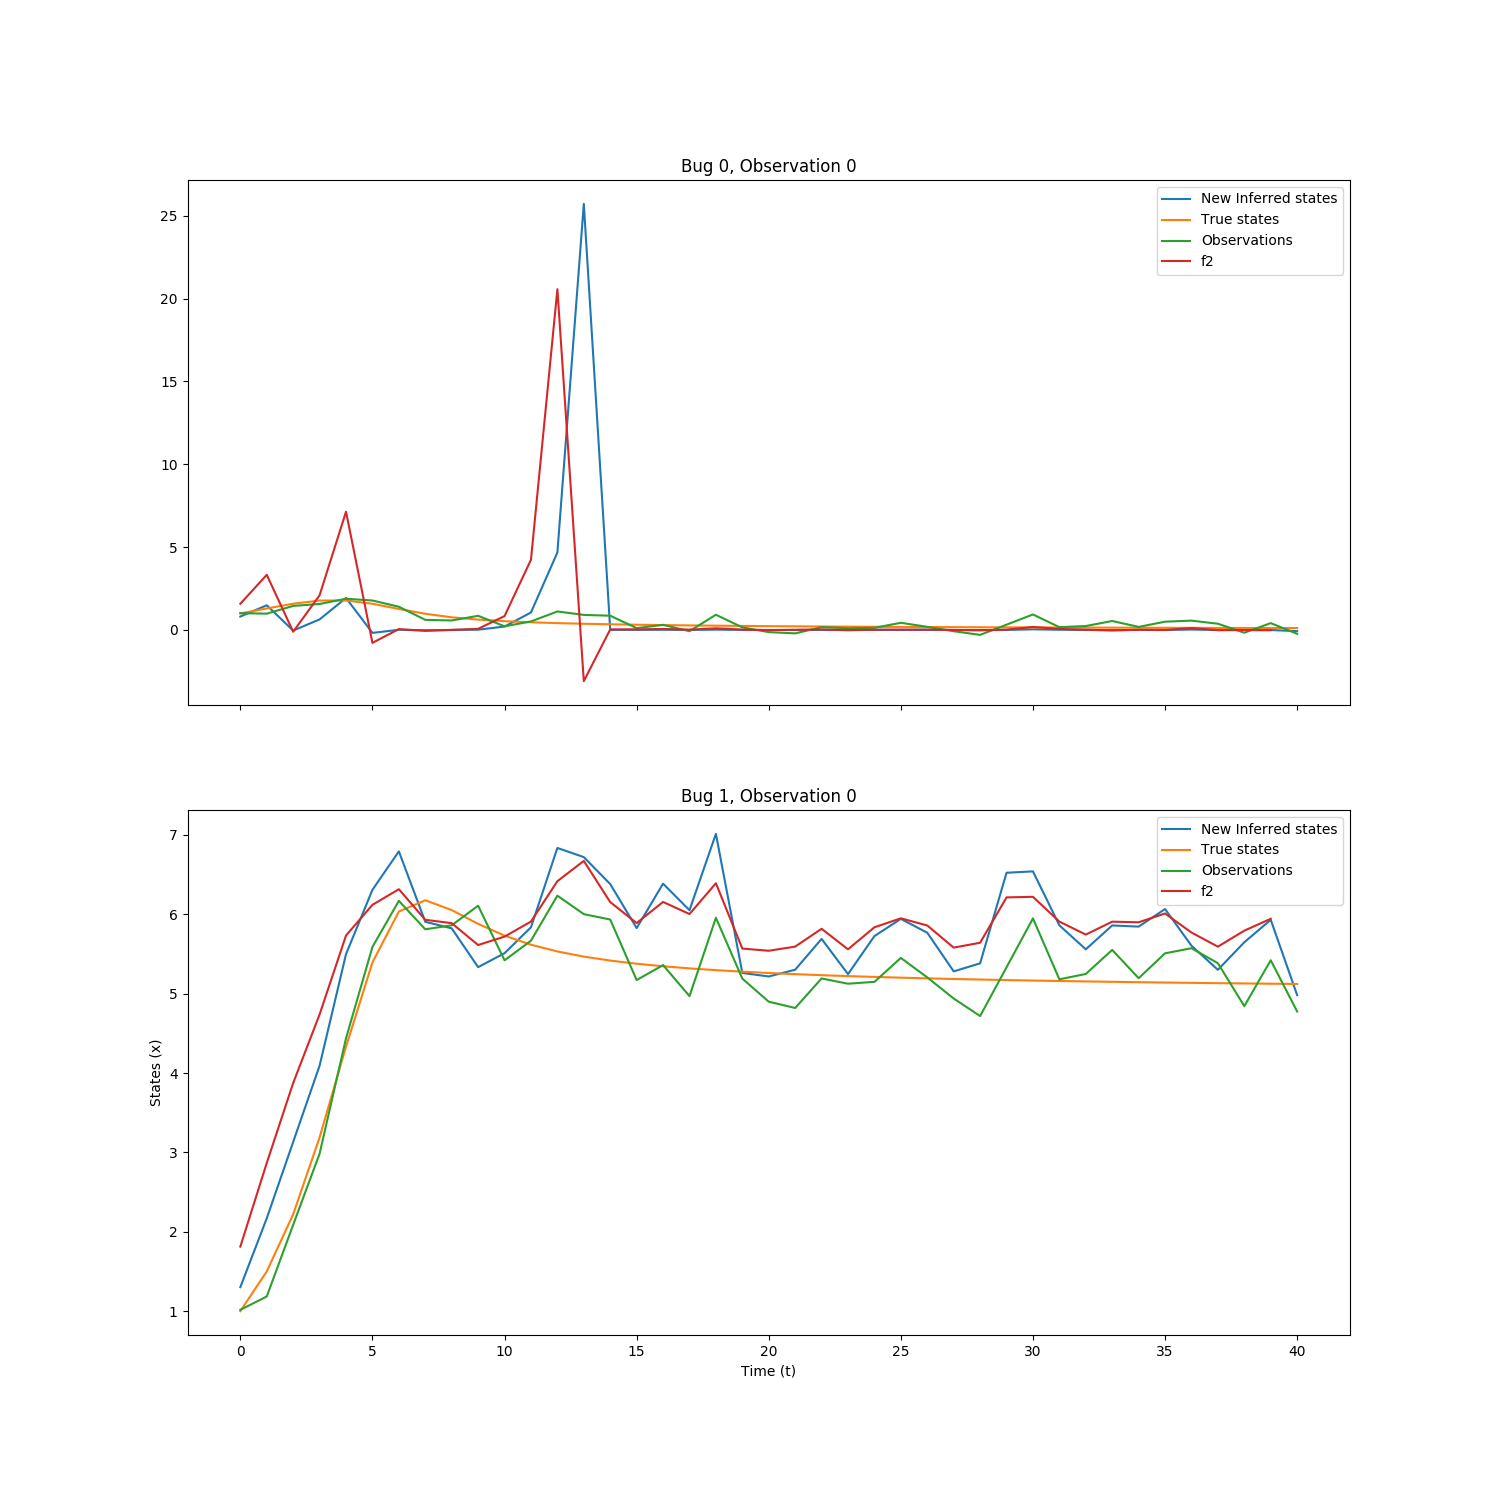 Bug 0, Observation 0
New Inferred states
True states
Observations
f2
25
20
15
10
5
0
Bug 1, Observation 0
New Inferred states
True states
Observations
f2
7
6
5
4
3
2
1
States (x)
0 5 10 15 20 25 30 35 40
Time (t)